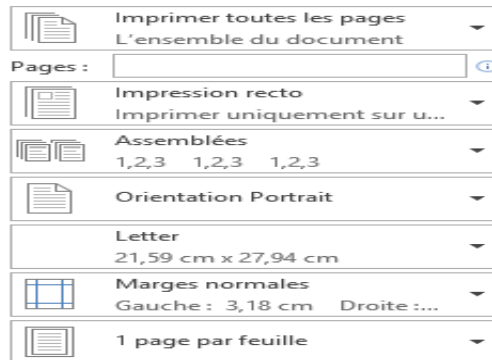 Imprimer toutes les pages
L'ensemble du document
Pages :
Impression recto
Imprimer uniquement sur u...
Assemblées
1,2,3 1,2,3 1,2,3
Orientation Portrait
Letter
21,59 cm x 27,94 cm
Marges normales
Gauche : 3,18 cm Droite :...
1 page par feuille